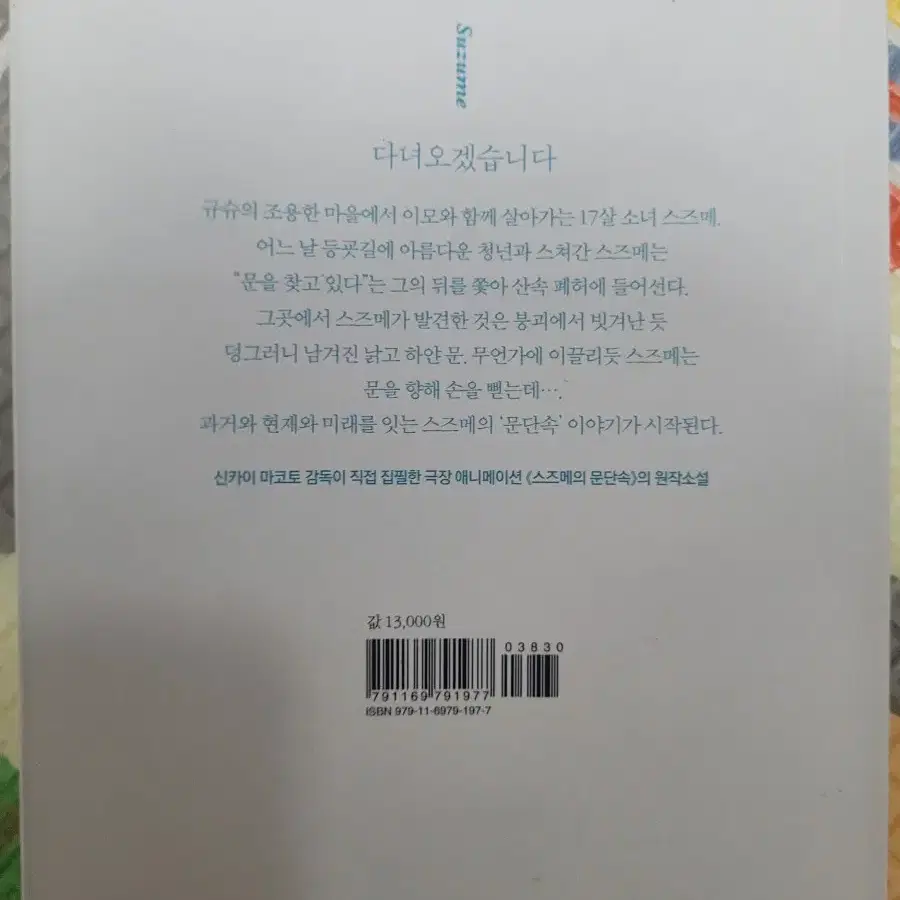 Suzume
다녀오겠습니다
규슈의 조용한 마을에서 이모와 함께 살아가는 17살 소녀 스즈메.
어느 날 등굣길에 아름다운 청년과 스쳐간 스즈메는
“문을 찾고 있다”는 그의 뒤를 쫓아 산속 폐허에 들어선다.
그곳에서 스즈메가 발견한 것은 붕괴에서 빗겨난 듯
덩그러니 남겨진 낡고 하얀 문. 무언가에 이끌리듯 스즈메는
문을 향해 손을 뻗는데….
과거와 현재와 미래를 잇는 스즈메의 ‘문단속’ 이야기가 시작된다.
신카이 마코토 감독이 직접 집필한 극장 애니메이션 《스즈메의 문단속》의 원작소설
값 13,000원
03830
791169 791977
ISBN 979-11-6979-197-7